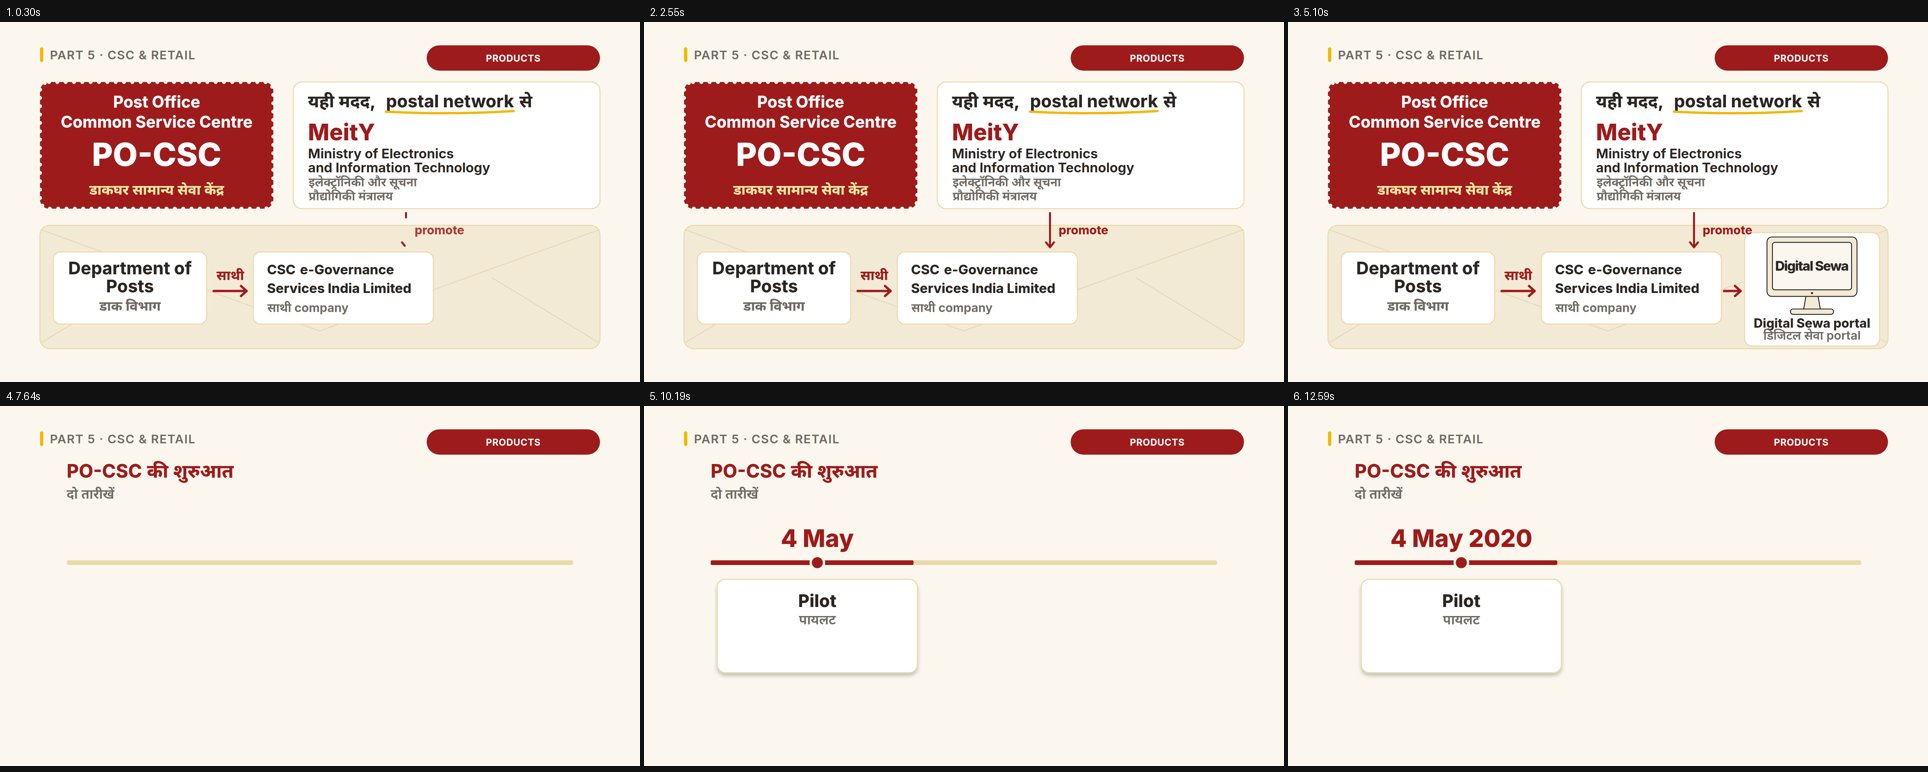 1. 0.30s
PART 5 · CSC & RETAIL
PRODUCTS
Post Office
Common Service Centre
PO-CSC
डाकघर सामान्य सेवा केंद्र
यही मदद, postal network से
MeitY
Ministry of Electronics
and Information Technology
इलेक्ट्रॉनिकी और सूचना
प्रौद्योगिकी मंत्रालय
promote
Department of
Posts
डाक विभाग
साथी
CSC e-Governance
Services India Limited
साथी company
2. 2.55s
PART 5 · CSC & RETAIL
PRODUCTS
Post Office
Common Service Centre
PO-CSC
डाकघर सामान्य सेवा केंद्र
यही मदद, postal network से
MeitY
Ministry of Electronics
and Information Technology
इलेक्ट्रॉनिकी और सूचना
प्रौद्योगिकी मंत्रालय
promote
Department of
Posts
डाक विभाग
साथी
CSC e-Governance
Services India Limited
साथी company
3. 5.10s
PART 5 · CSC & RETAIL
PRODUCTS
Post Office
Common Service Centre
PO-CSC
डाकघर सामान्य सेवा केंद्र
यही मदद, postal network से
MeitY
Ministry of Electronics
and Information Technology
इलेक्ट्रॉनिकी और सूचना
प्रौद्योगिकी मंत्रालय
promote
Department of
Posts
डाक विभाग
साथी
CSC e-Governance
Services India Limited
साथी company
Digital Sewa
Digital Sewa portal
डिजिटल सेवा portal
4. 7.64s
PART 5 · CSC & RETAIL
PRODUCTS
PO-CSC की शुरुआत
दो तारीखें
5. 10.19s
PART 5 · CSC & RETAIL
PRODUCTS
PO-CSC की शुरुआत
दो तारीखें
4 May
Pilot
पायलट
6. 12.59s
PART 5 · CSC & RETAIL
PRODUCTS
PO-CSC की शुरुआत
दो तारीखें
4 May 2020
Pilot
पायलट